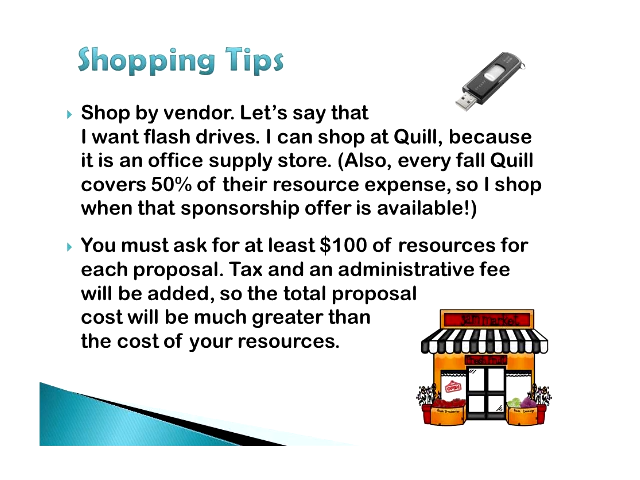 Shopping Tips
Shop by vendor. Let's say that
I want flash drives. I can shop at Quill, because
it is an office supply store. (Also, every fall Quill
covers 50% of their resource expense, so I shop
when that sponsorship offer is available!)
You must ask for at least $100 of resources for
each proposal. Tax and an administrative fee
will be added, so the total proposal
cost will be much greater than
the cost of your resources.
OPEN